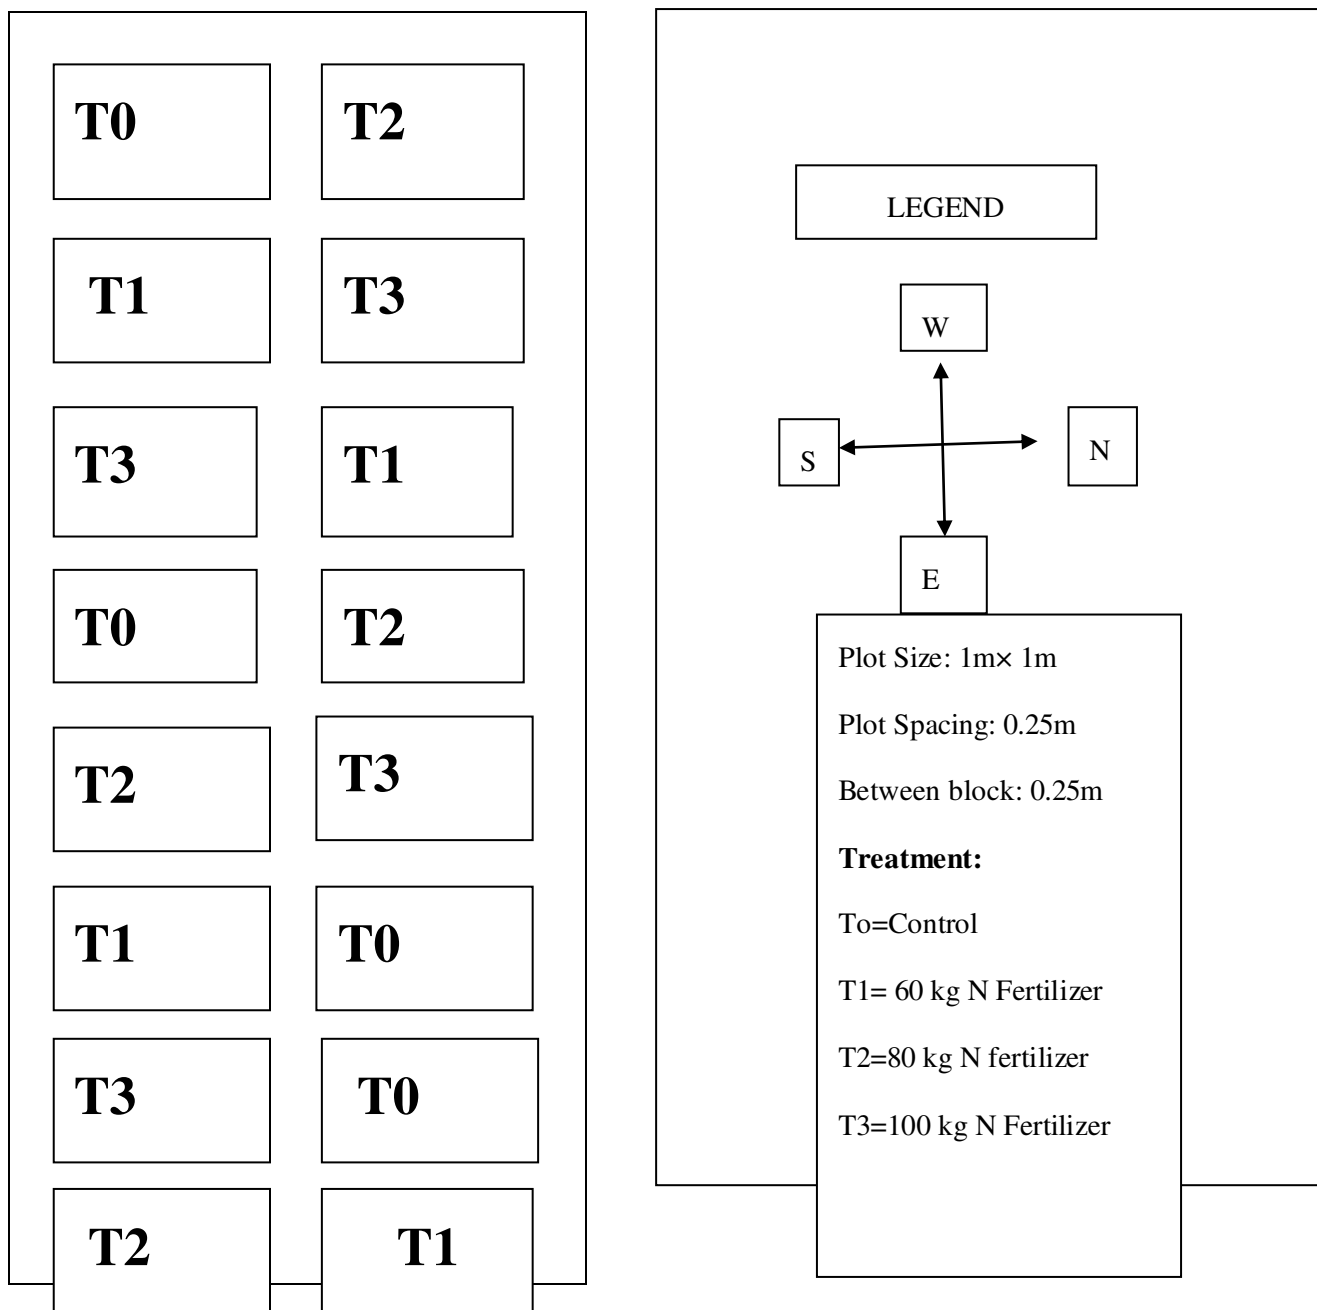 T0
T2
T1
T3
T3
T1
T0
T2
T2
T3
T1
T0
T3
T0
T2
T1
LEGEND
W
S
N
E
Plot Size: 1m× 1m
Plot Spacing: 0.25m
Between block: 0.25m
Treatment:
To=Control
T1= 60 kg N Fertilizer
T2=80 kg N fertilizer
T3=100 kg N Fertilizer